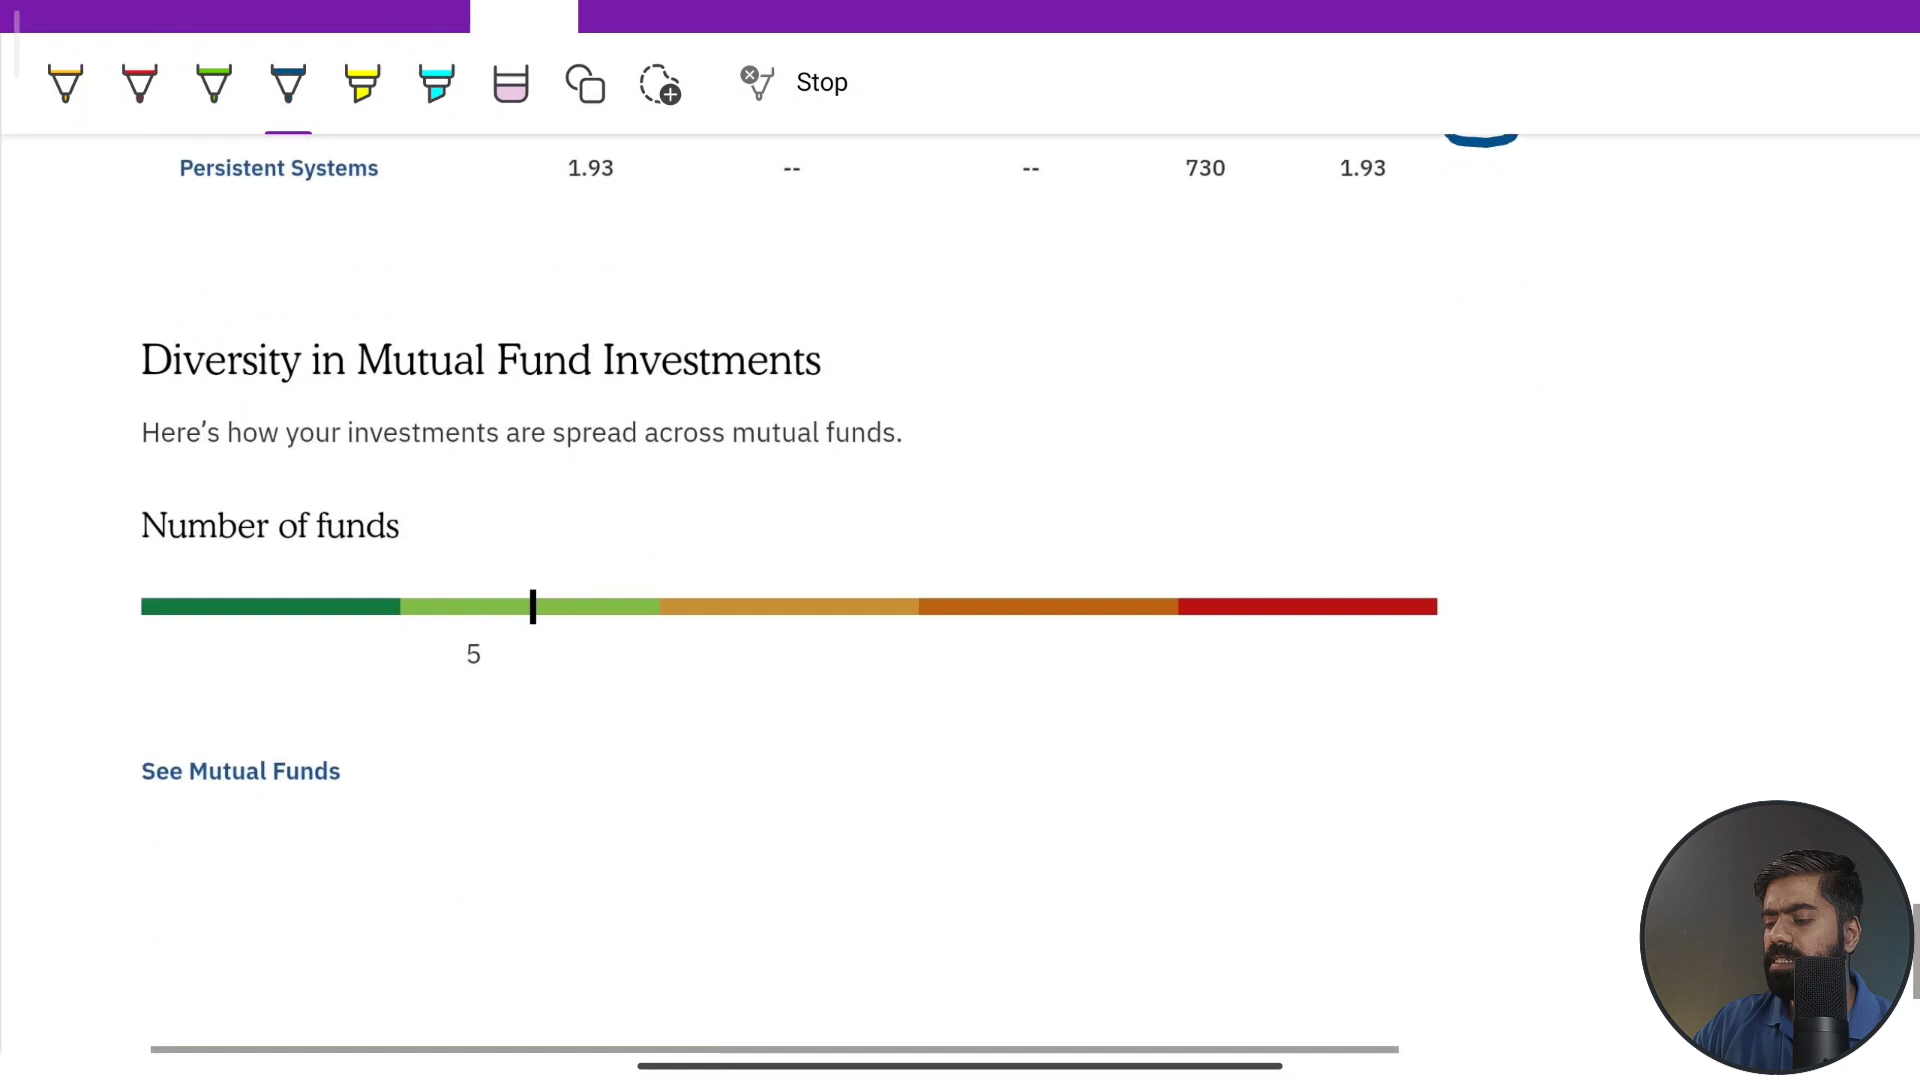 Stop
Persistent Systems 1.93 -- -- 730 1.93
Diversity in Mutual Fund Investments
Here’s how your investments are spread across mutual funds.
Number of funds
5
See Mutual Funds